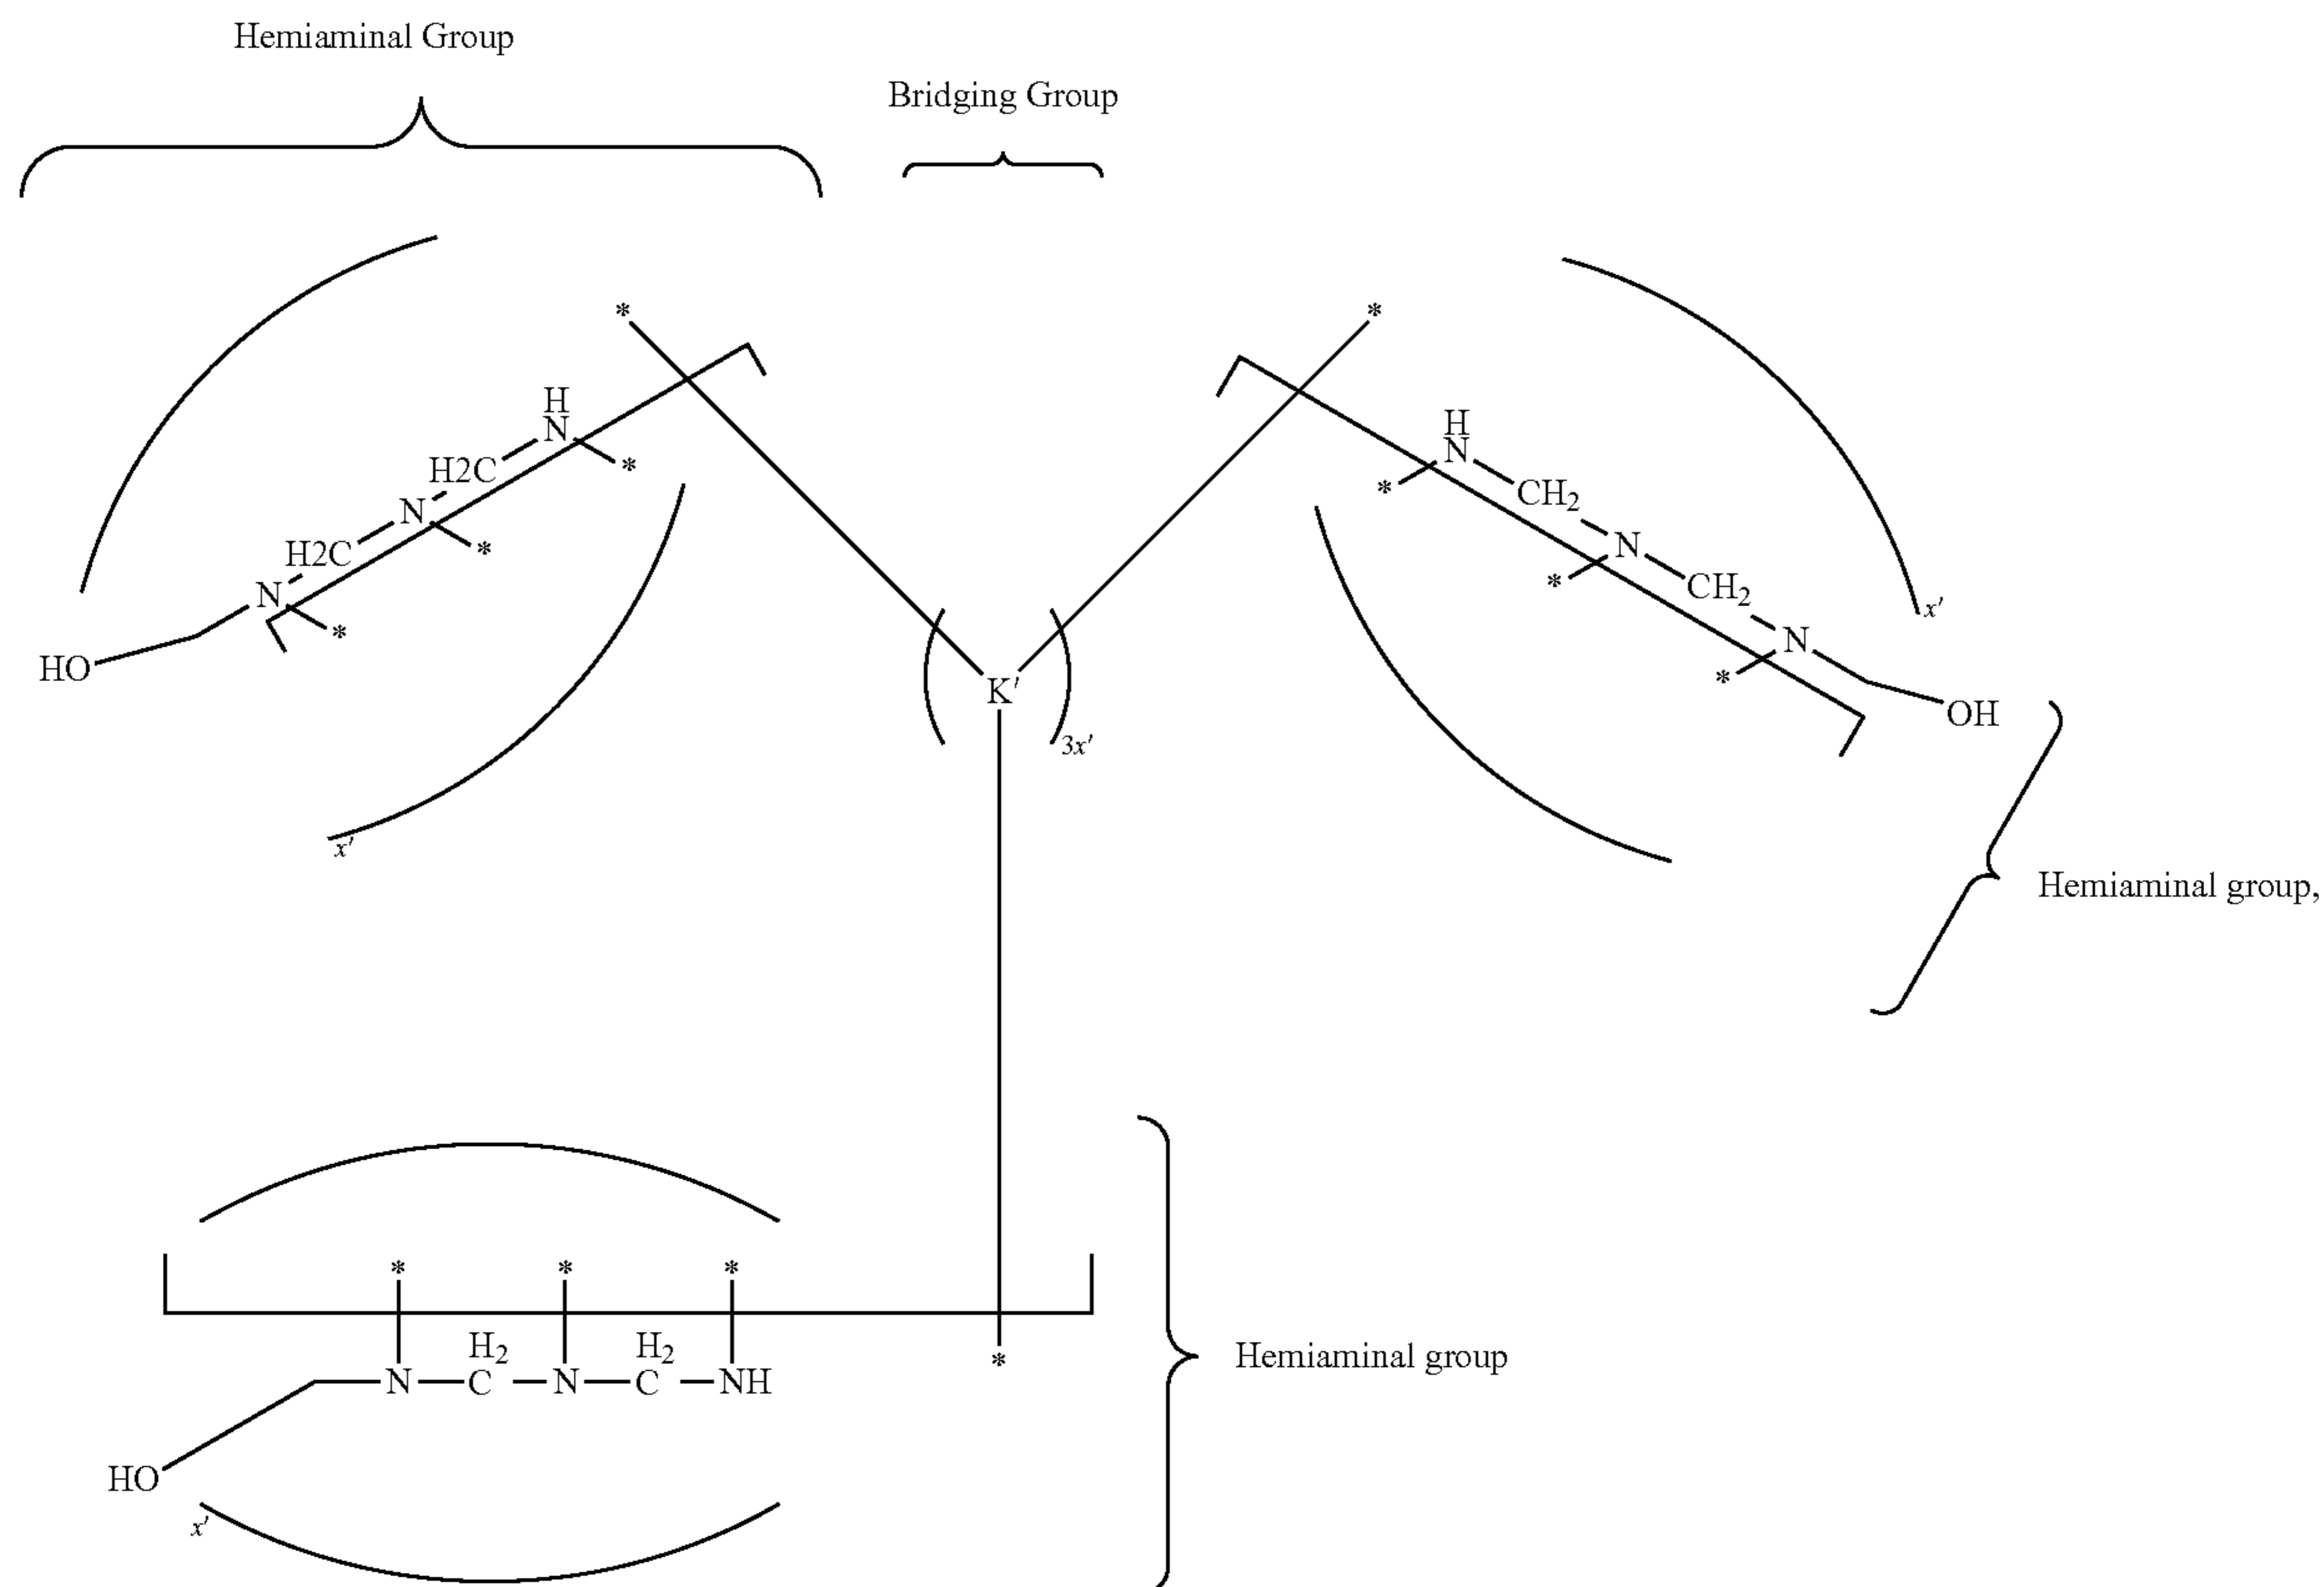 Hemiaminal Group
Bridging Group
*
*
H
N
*
H2C
N
*
H2C
N
*
HO
x'
K'
3x'
H
N
*
CH2
N
*
CH2
N
*
OH
x'
Hemiaminal group,
* * *
H2 H2
N C N C NH
HO
x'
*
Hemiaminal group